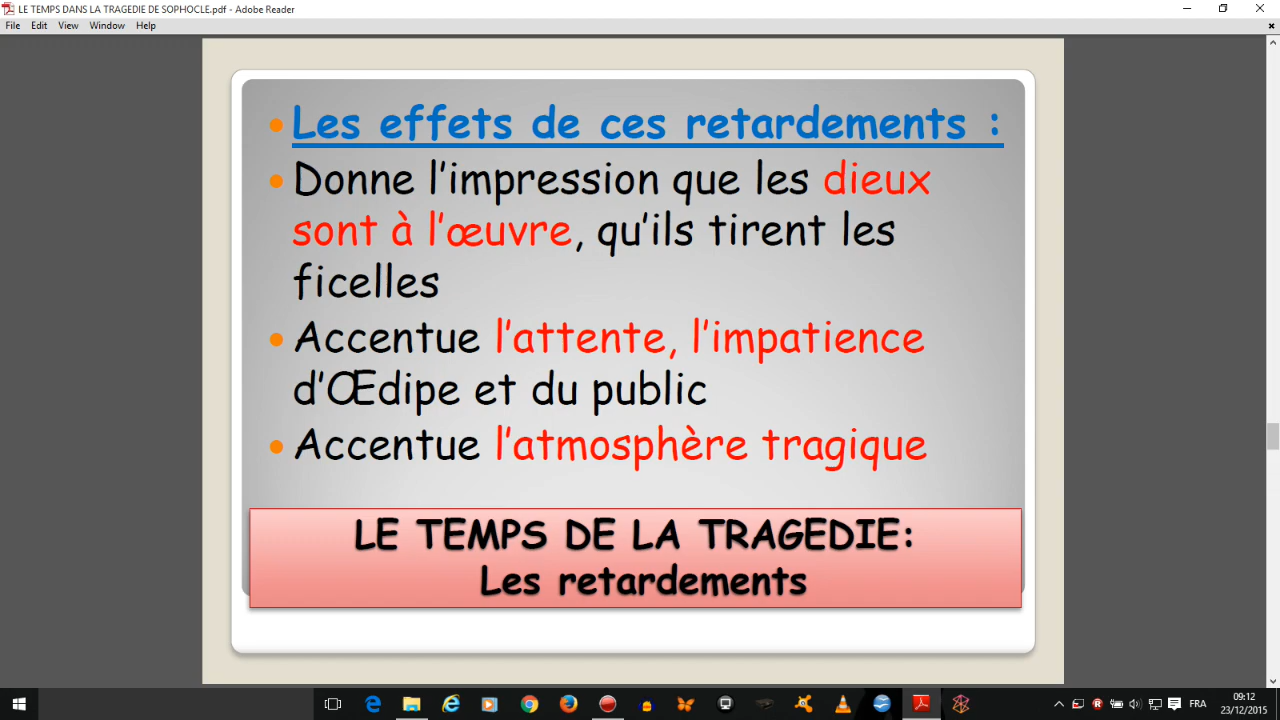 LE TEMPS DANS LA TRAGEDIE DE SOPHOCLE.pdf - Adobe Reader
File Edit View Window Help
Les effets de ces retardements :
Donne l’impression que les dieux
sont à l’œuvre, qu’ils tirent les
ficelles
Accentue l’attente, l’impatience
d’Œdipe et du public
Accentue l’atmosphère tragique
LE TEMPS DE LA TRAGEDIE:
Les retardements
FRA
09:12
23/12/2015